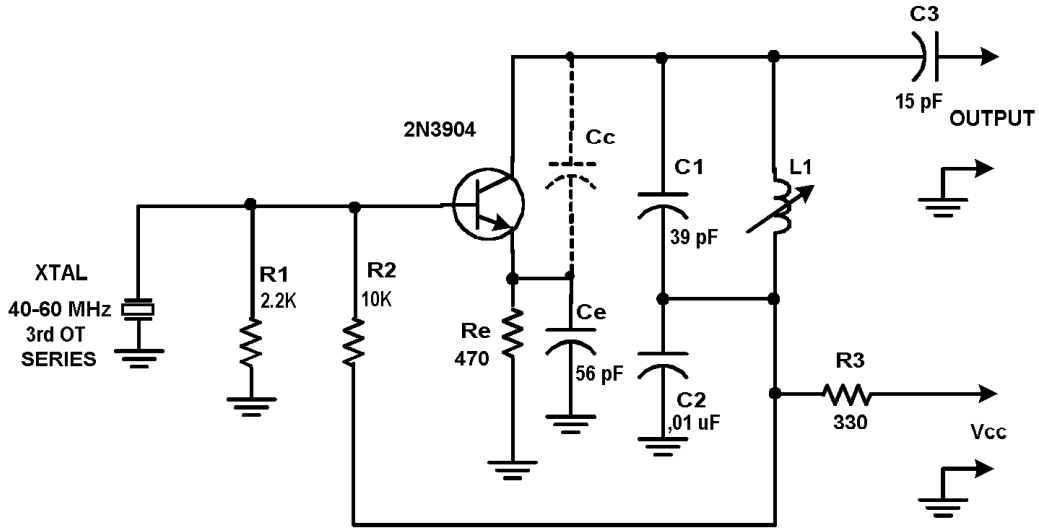 C3
15 pF
OUTPUT
2N3904
Cc
C1
39 pF
L1
XTAL
40-60 MHz
3rd OT
SERIES
R1
2.2K
R2
10K
Re
470
Ce
56 pF
C2
,01 uF
R3
330
Vcc